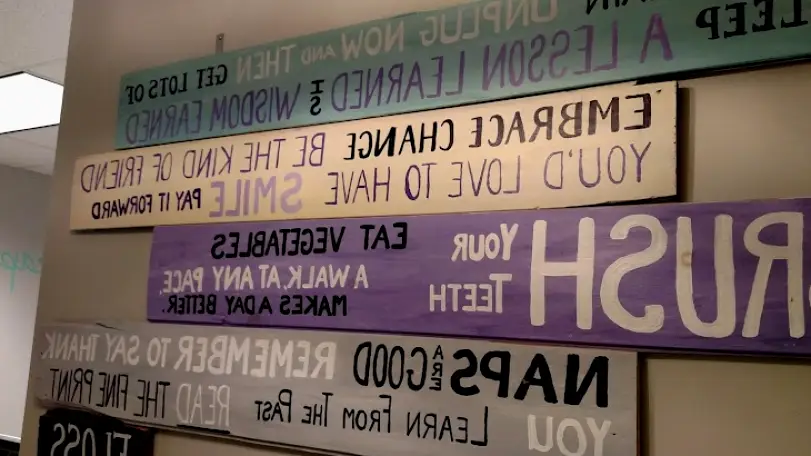 UNPLUG NOW AND THEN GET LOTS OF
LEEP A LESSON LEARNED IS WISDOM EARNED
EMBRACE CHANGE BE THE KIND OF FRIEND
YOU'D LOVE TO HAVE SMILE PAY IT FORWARD
RUSH YOUR TEETH
EAT VEGETABLES
A WALK, AT ANY PACE,
MAKES A DAY BETTER.
NAPS ARE GOOD REMEMBER TO SAY THANK
YOU LEARN FROM THE PAST READ THE FINE PRINT
FLOSS